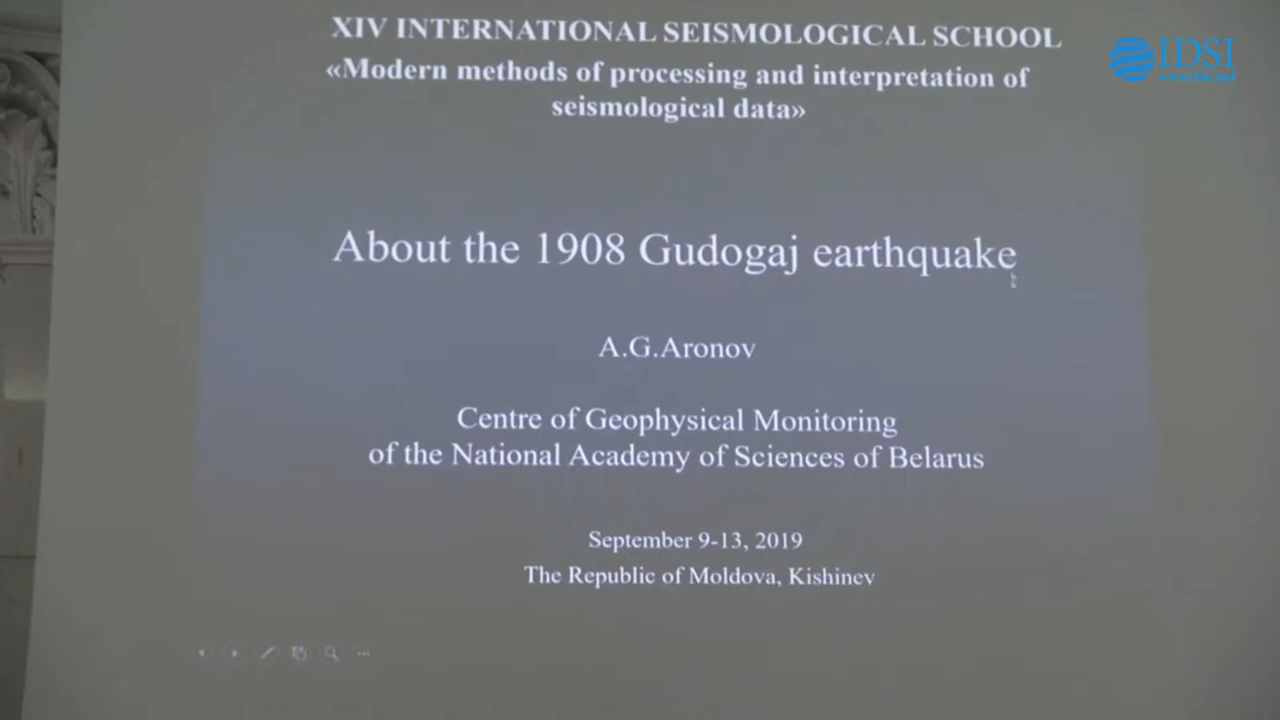 XIV INTERNATIONAL SEISMOLOGICAL SCHOOL
«Modern methods of processing and interpretation of
seismological data»
IDSI
About the 1908 Gudogaj earthquake
A.G.Aronov
Centre of Geophysical Monitoring
of the National Academy of Sciences of Belarus
September 9-13, 2019
The Republic of Moldova, Kishinev